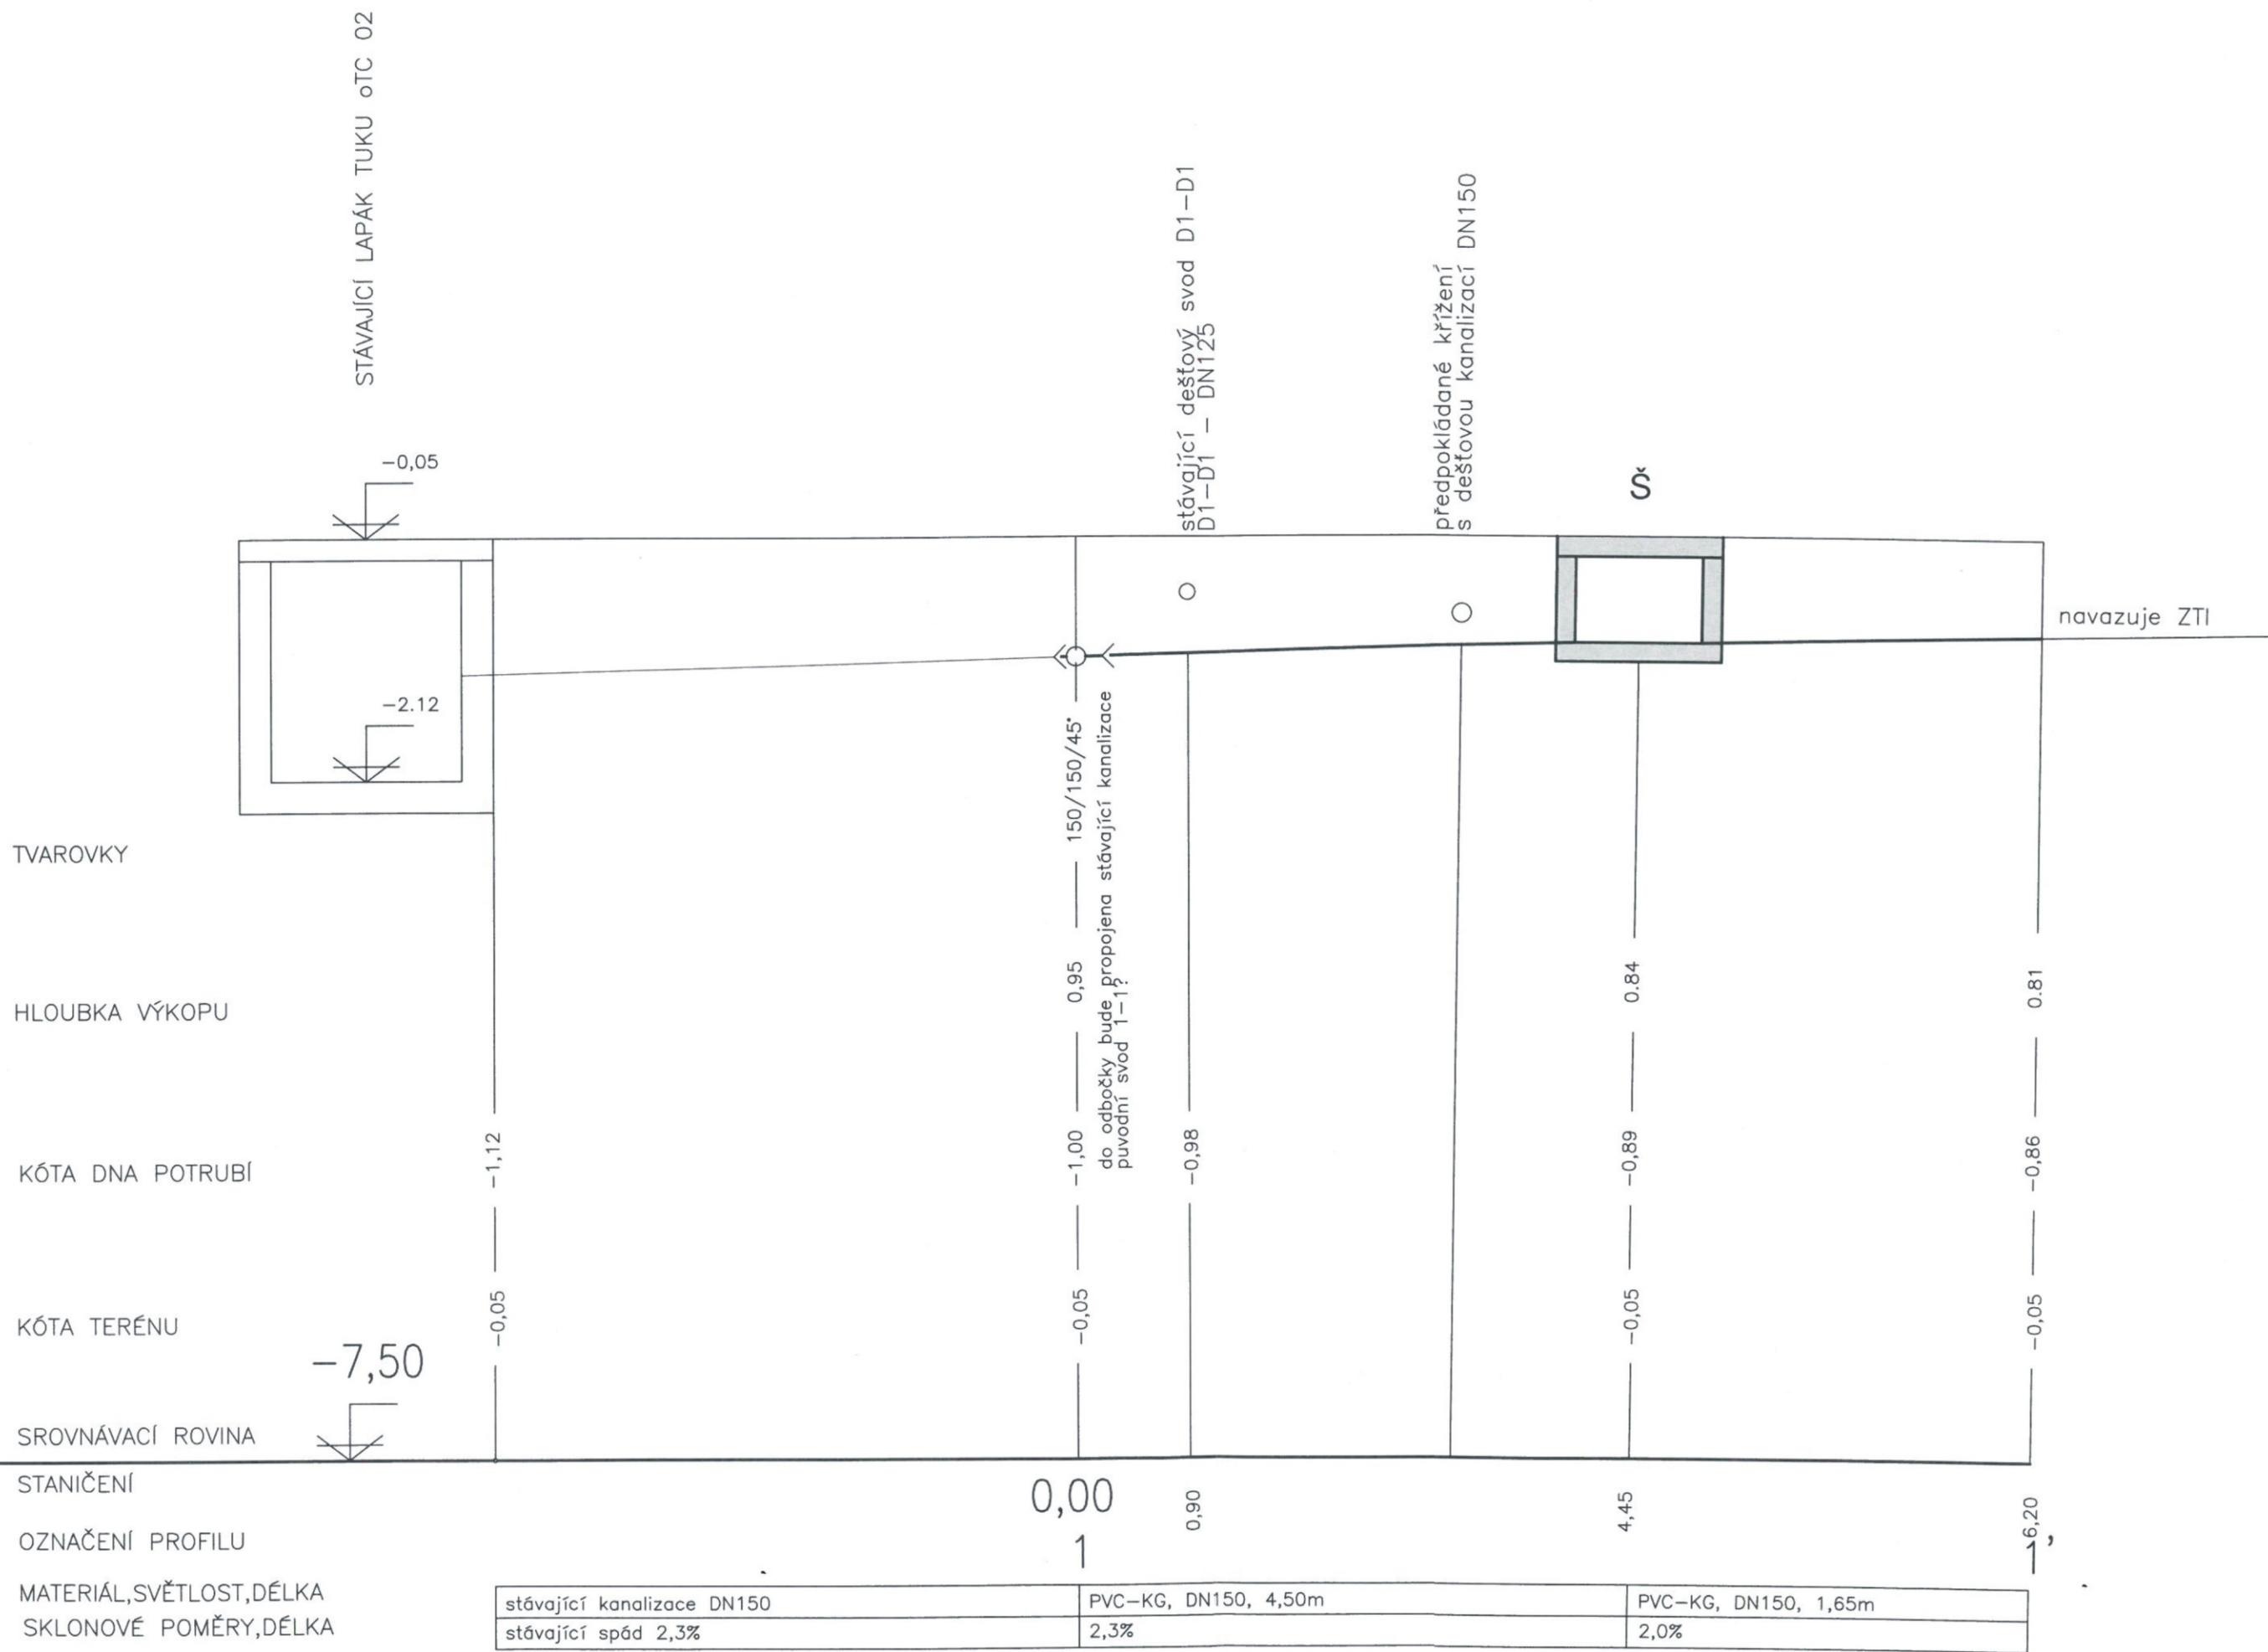 STÁVAJÍCÍ LAPÁK TUKU oTC 02
stávající dešťový svod D1-D1
D1-D1 - DN125
předpokládané křížení
s dešťovou kanalizací DN150
-0,05
Š
navazuje ZTI
-2.12
150/150/45°
do odbočky bude propojena stávající kanalizace
puvodní svod 1-1?
TVAROVKY
HLOUBKA VÝKOPU
0,95
0.84
0.81
KÓTA DNA POTRUBÍ
-1,12
-1,00
-0,98
-0,89
-0,86
KÓTA TERÉNU
-0,05
-0,05
-0,05
-0,05
-7,50
SROVNÁVACÍ ROVINA
STANIČENÍ
0,00
0,90
4,45
6,20
OZNAČENÍ PROFILU
1
1'
MATERIÁL,SVĚTLOST,DÉLKA
stávající kanalizace DN150
PVC-KG, DN150, 4,50m
PVC-KG, DN150, 1,65m
SKLONOVÉ POMĚRY,DÉLKA
stávající spád 2,3%
2,3%
2,0%